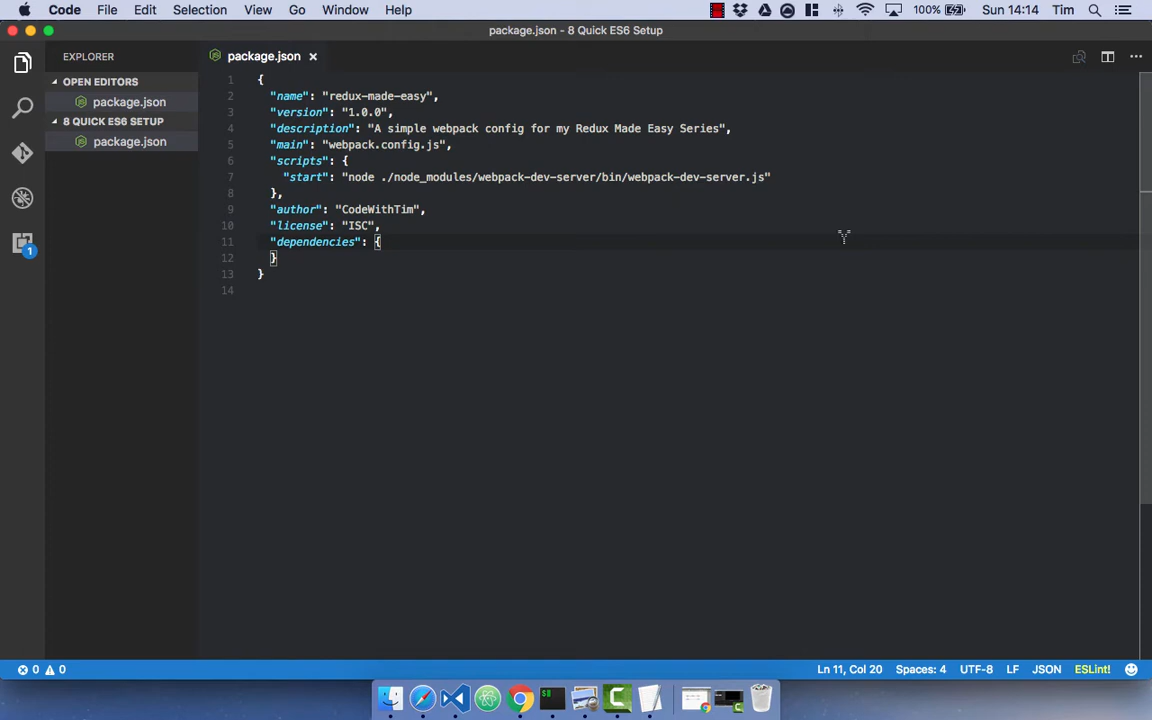 Code File Edit Selection View Go Window Help 100% Sun 14:14 Tim
package.json - 8 Quick ES6 Setup
EXPLORER
OPEN EDITORS
package.json
8 QUICK ES6 SETUP
package.json
1
package.json
1 {
2 "name": "redux-made-easy",
3 "version": "1.0.0",
4 "description": "A simple webpack config for my Redux Made Easy Series",
5 "main": "webpack.config.js",
6 "scripts": {
7 "start": "node ./node_modules/webpack-dev-server/bin/webpack-dev-server.js"
8 },
9 "author": "CodeWithTim",
10 "license": "ISC",
11 "dependencies": {
12 }
13 }
14
0 0 Ln 11, Col 20 Spaces: 4 UTF-8 LF JSON ESLint!